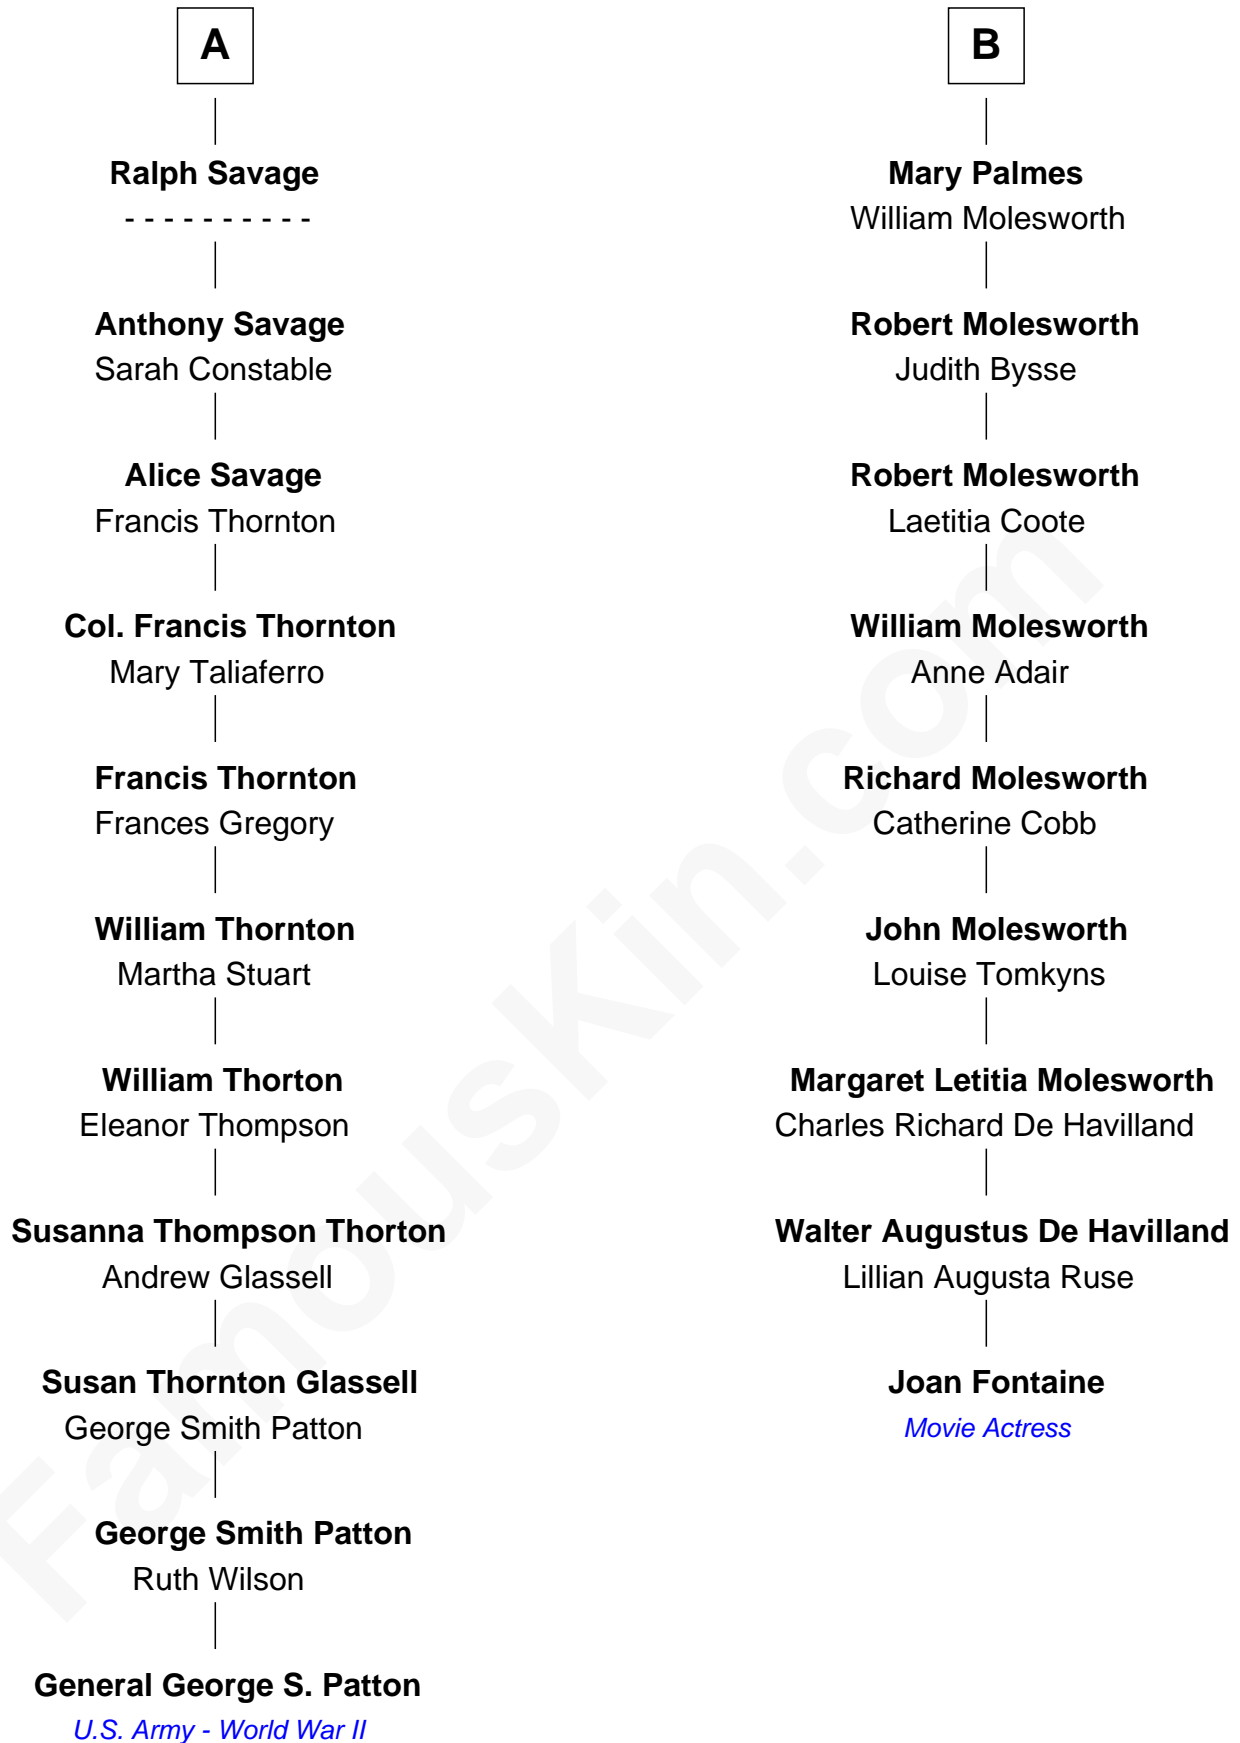 A
Ralph Savage
- - - - - - - - - -
Anthony Savage
Sarah Constable
Alice Savage
Francis Thornton
Col. Francis Thornton
Mary Taliaferro
Francis Thornton
Frances Gregory
William Thornton
Martha Stuart
William Thorton
Eleanor Thompson
Susanna Thompson Thorton
Andrew Glassell
Susan Thornton Glassell
George Smith Patton
George Smith Patton
Ruth Wilson
General George S. Patton
U.S. Army - World War II
B
Mary Palmes
William Molesworth
Robert Molesworth
Judith Bysse
Robert Molesworth
Laetitia Coote
William Molesworth
Anne Adair
Richard Molesworth
Catherine Cobb
John Molesworth
Louise Tomkyns
Margaret Letitia Molesworth
Charles Richard De Havilland
Walter Augustus De Havilland
Lillian Augusta Ruse
Joan Fontaine
Movie Actress
FamousKin.com